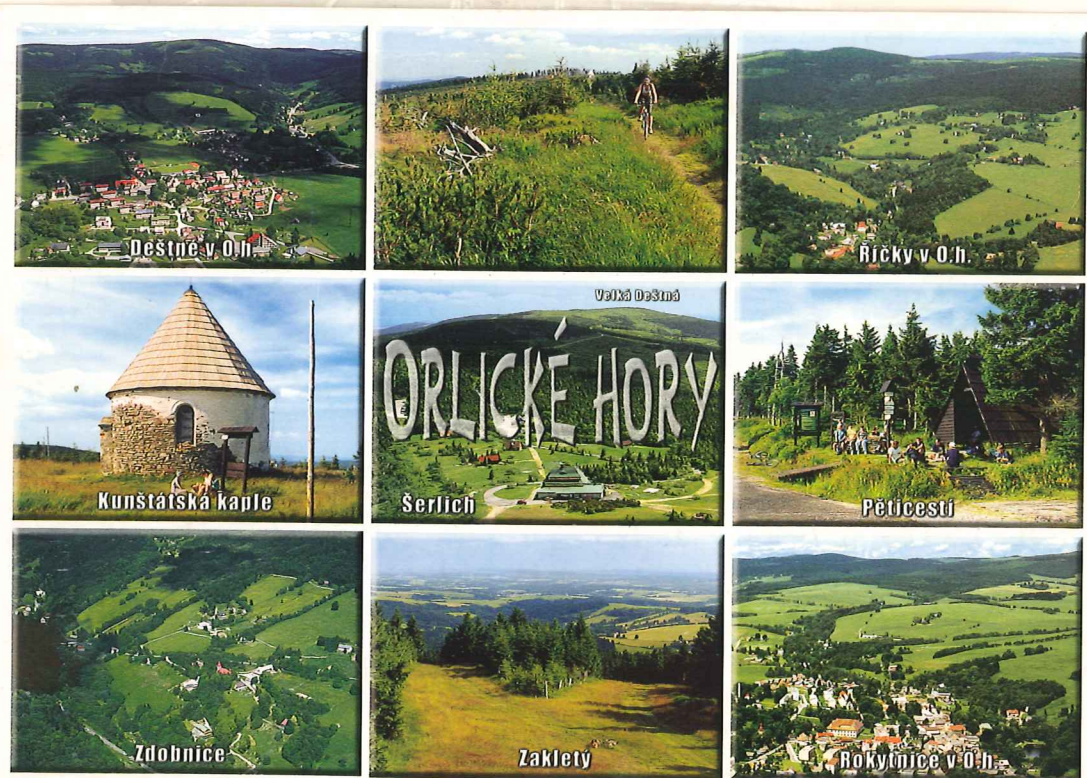 Deštné v O.h.
Říčky v O.h.
Kunštátská kaple
Velká Deštná
ORLICKÉ HORY
Šerlich
Pěticestí
Zdobnice
Zakletý
Rokytnice v O.h.